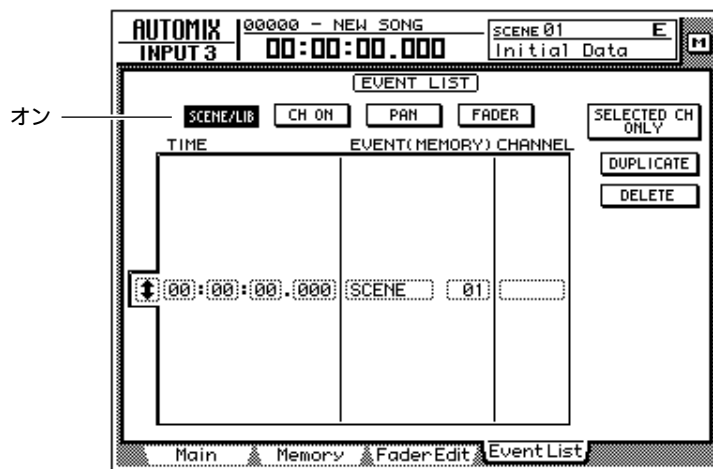 AUTOMIX
INPUT 3
00000 - NEW SONG
00:00:00.000
SCENE 01 E
Initial Data
M
EVENT LIST
オン
SCENE/LIB CH ON PAN FADER
SELECTED CH ONLY
DUPLICATE
DELETE
TIME EVENT(MEMORY) CHANNEL
00:00:00.000 SCENE 01
Main Memory Fader Edit Event List